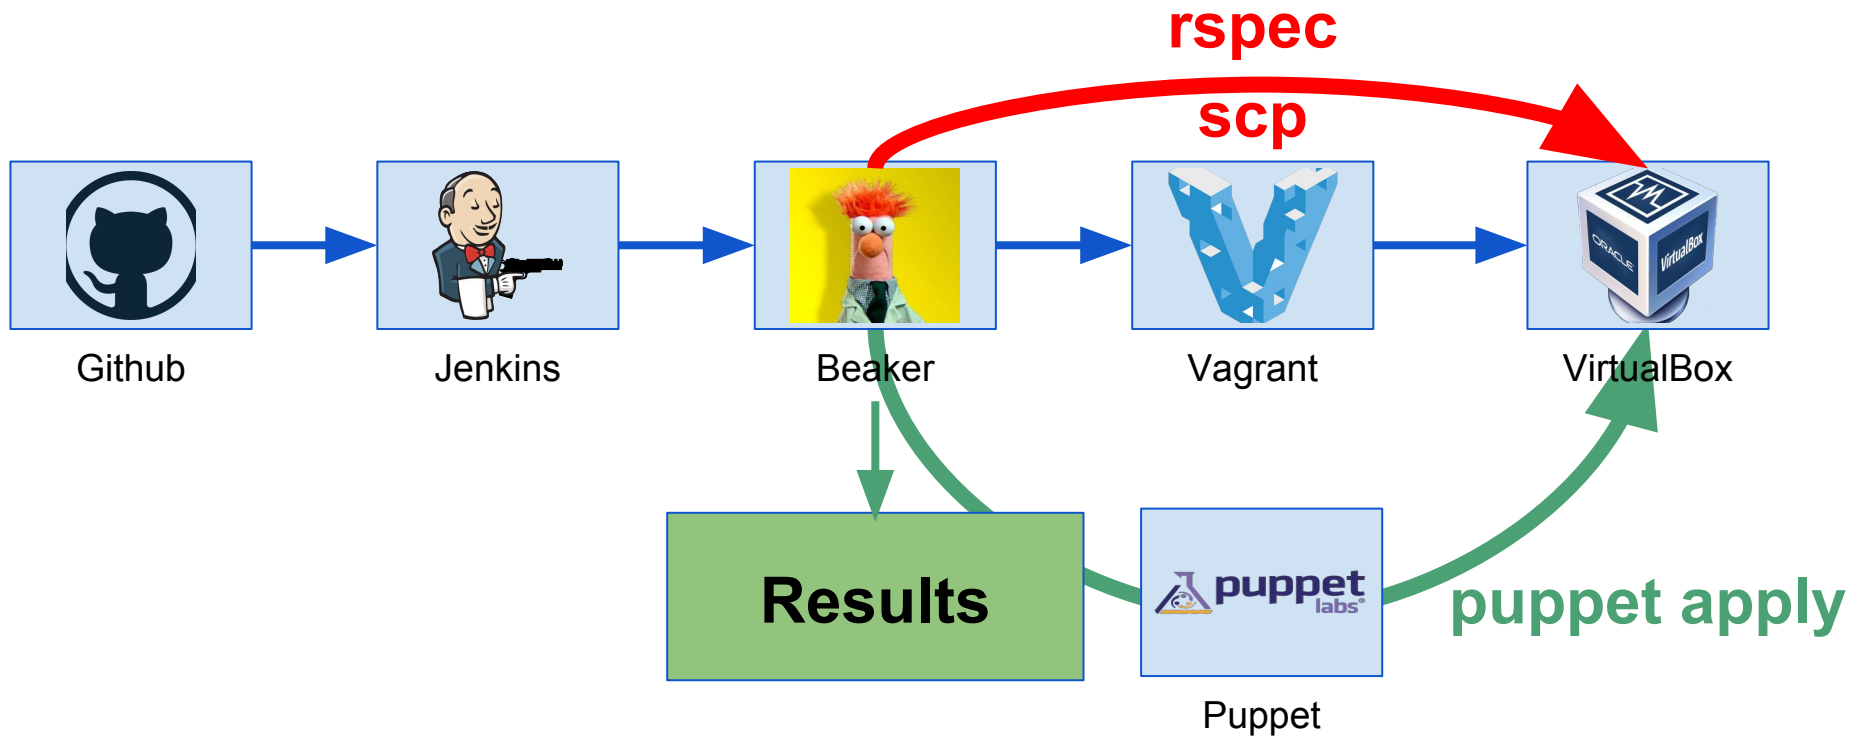 rspec
scp
ORACLE
VirtualBox
Github
Jenkins
Beaker
Vagrant
VirtualBox
Results
puppet
labs®
puppet apply
Puppet